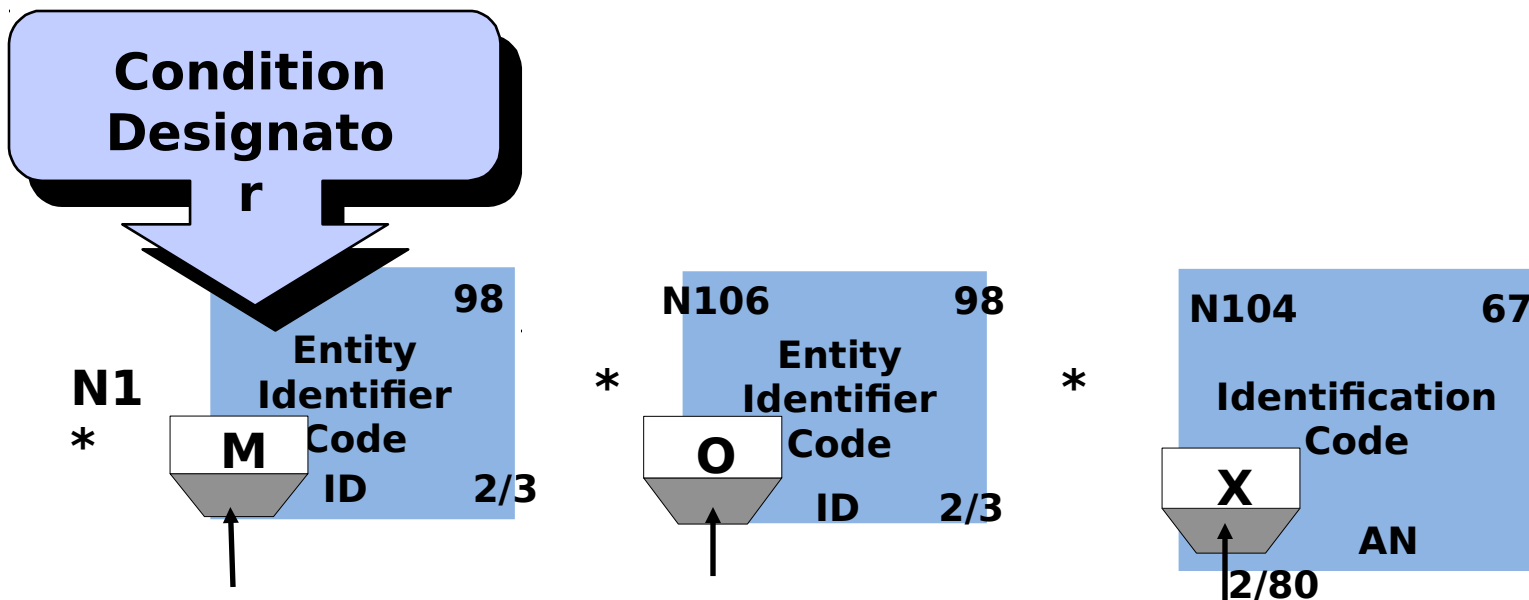 Condition
Designato
r
98
Entity
Identifier
Code
N1
*
M
ID 2/3
*
N106 98
Entity
Identifier
Code
O
ID 2/3
*
N104 67
Identification
Code
X
AN
2/80